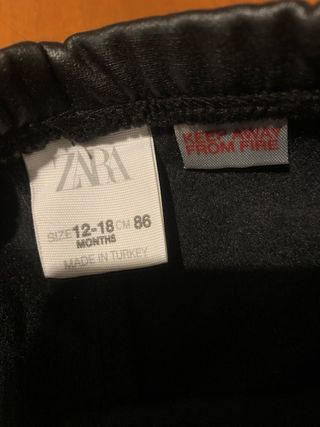 ZARA
SIZE 12-18 CM 86
MONTHS
MADE IN TURKEY
KEEP AWAY
FROM FIRE